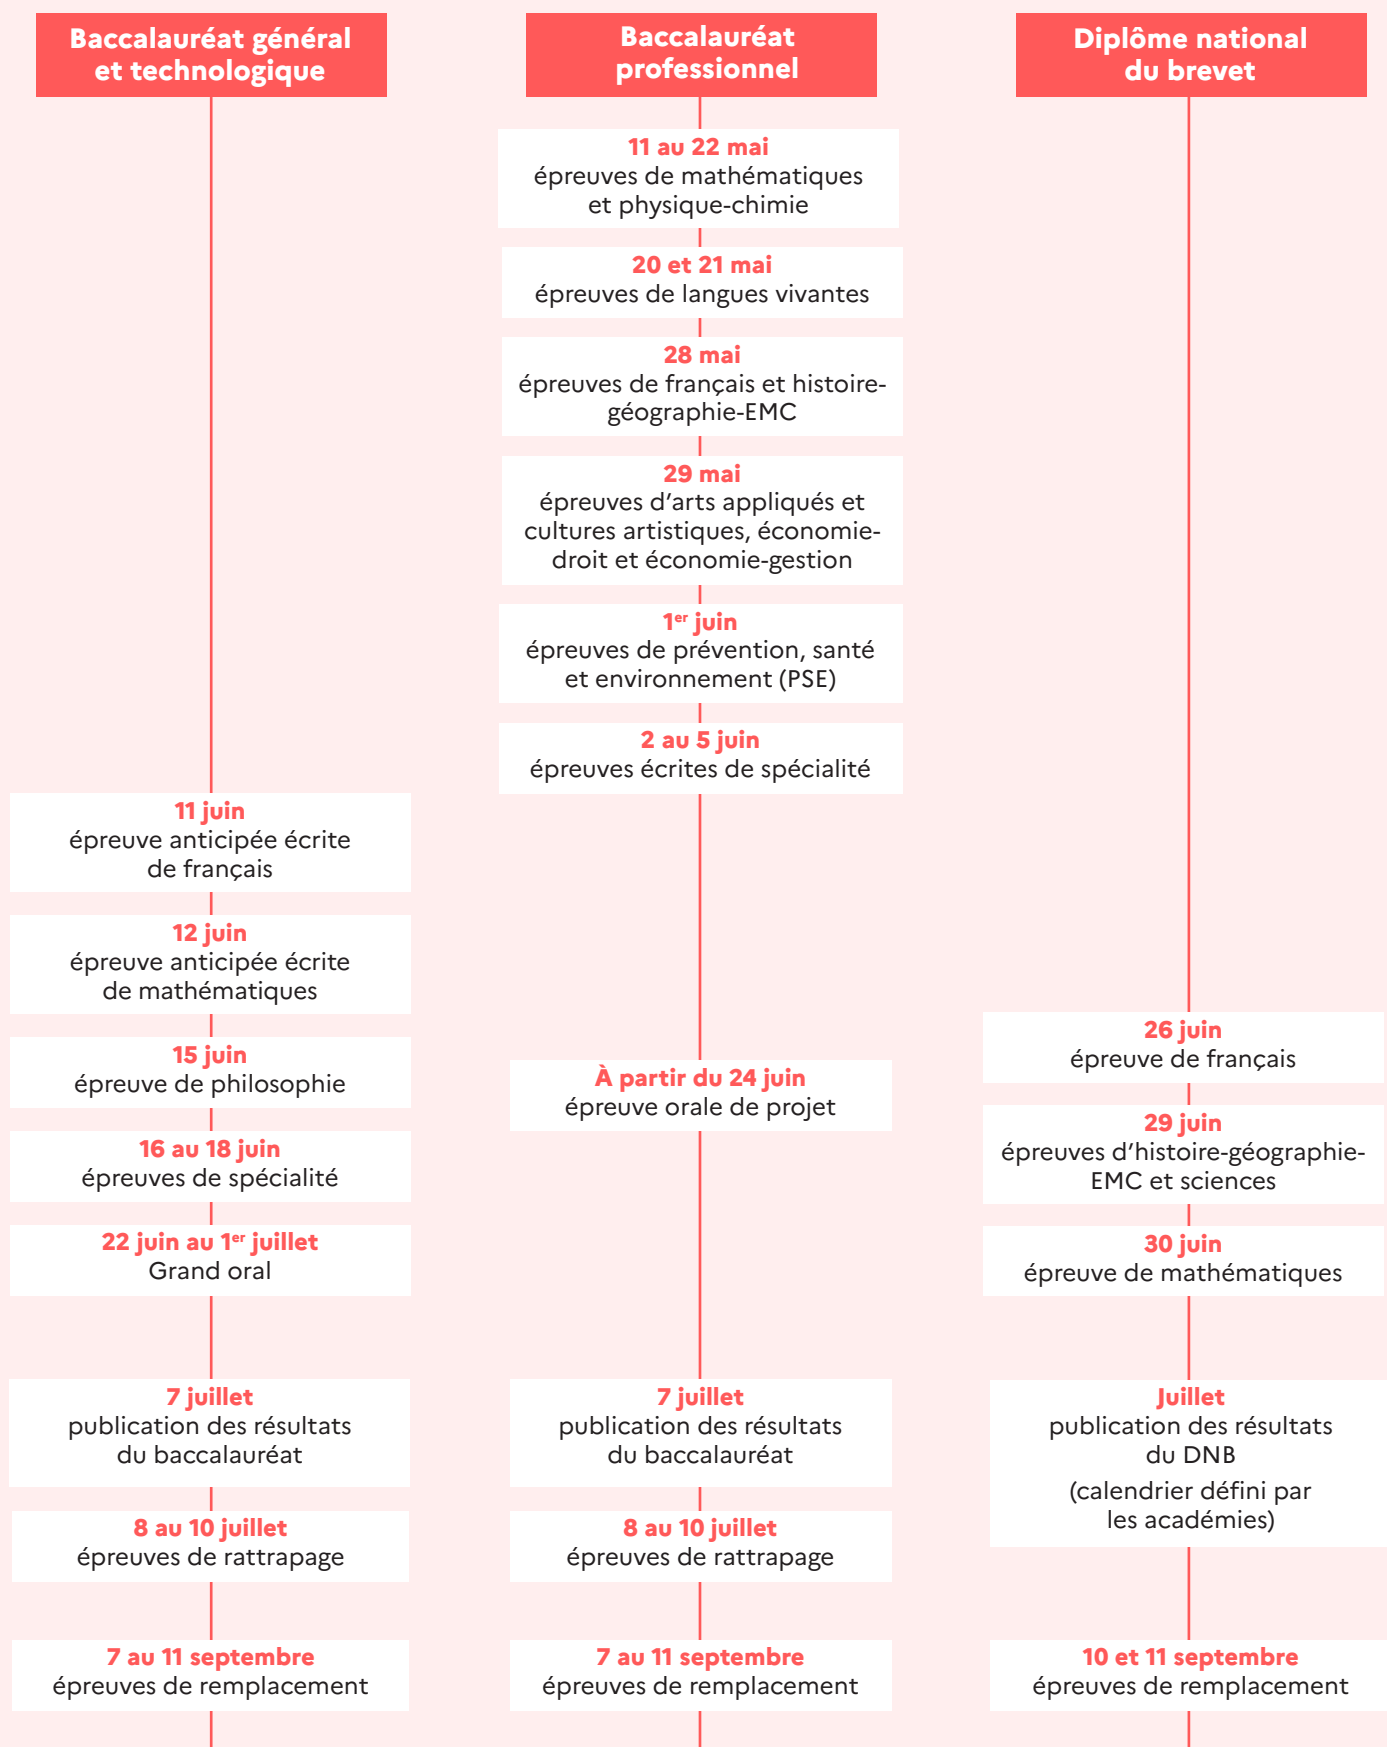 Baccalauréat général
et technologique
11 juin
épreuve anticipée écrite
de français
12 juin
épreuve anticipée écrite
de mathématiques
15 juin
épreuve de philosophie
16 au 18 juin
épreuves de spécialité
22 juin au 1er juillet
Grand oral
7 juillet
publication des résultats
du baccalauréat
8 au 10 juillet
épreuves de rattrapage
7 au 11 septembre
épreuves de remplacement
Baccalauréat
professionnel
11 au 22 mai
épreuves de mathématiques
et physique-chimie
20 et 21 mai
épreuves de langues vivantes
28 mai
épreuves de français et histoire-
géographie-EMC
29 mai
épreuves d’arts appliqués et
cultures artistiques, économie-
droit et économie-gestion
1er juin
épreuves de prévention, santé
et environnement (PSE)
2 au 5 juin
épreuves écrites de spécialité
À partir du 24 juin
épreuve orale de projet
7 juillet
publication des résultats
du baccalauréat
8 au 10 juillet
épreuves de rattrapage
7 au 11 septembre
épreuves de remplacement
Diplôme national
du brevet
26 juin
épreuve de français
29 juin
épreuves d’histoire-géographie-
EMC et sciences
30 juin
épreuve de mathématiques
Juillet
publication des résultats
du DNB
(calendrier défini par
les académies)
10 et 11 septembre
épreuves de remplacement